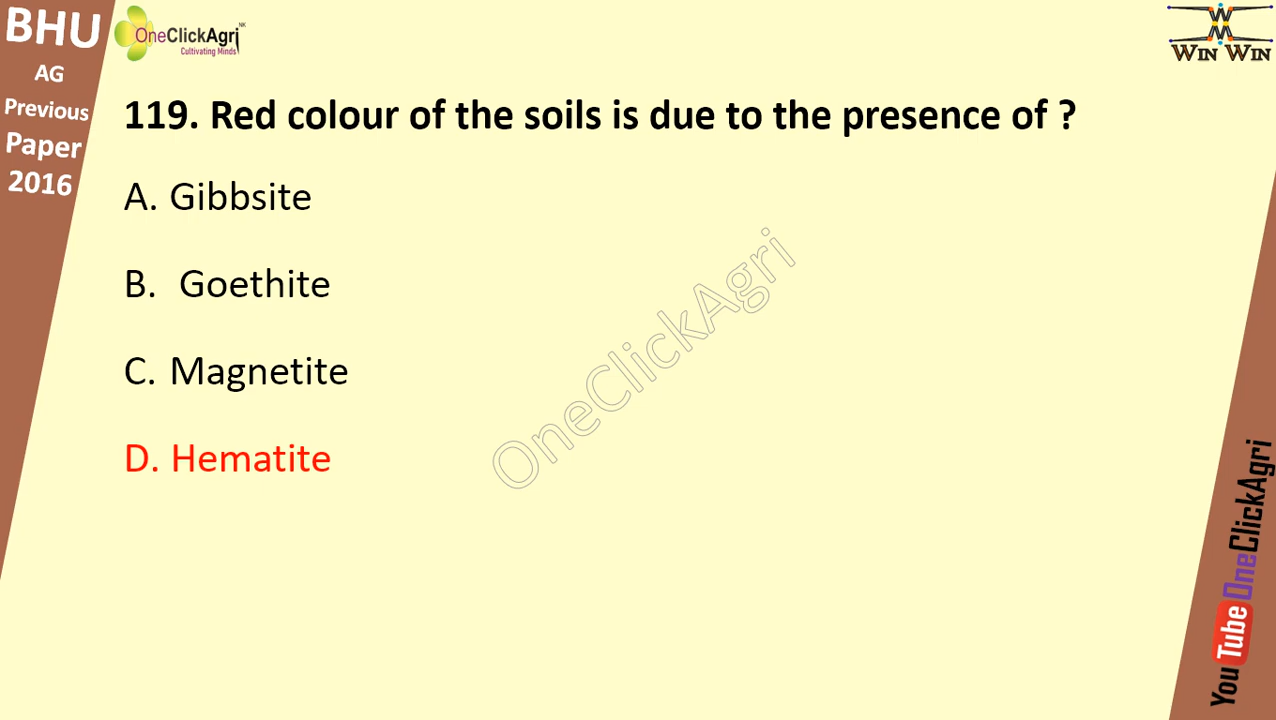 BHU
AG
Previous
Paper
2016
OneClickAgri NK
Cultivating Minds
WIN WIN
119. Red colour of the soils is due to the presence of ?
A. Gibbsite
B. Goethite
C. Magnetite
D. Hematite
OneClickAgri
YouTube OneClickAgri